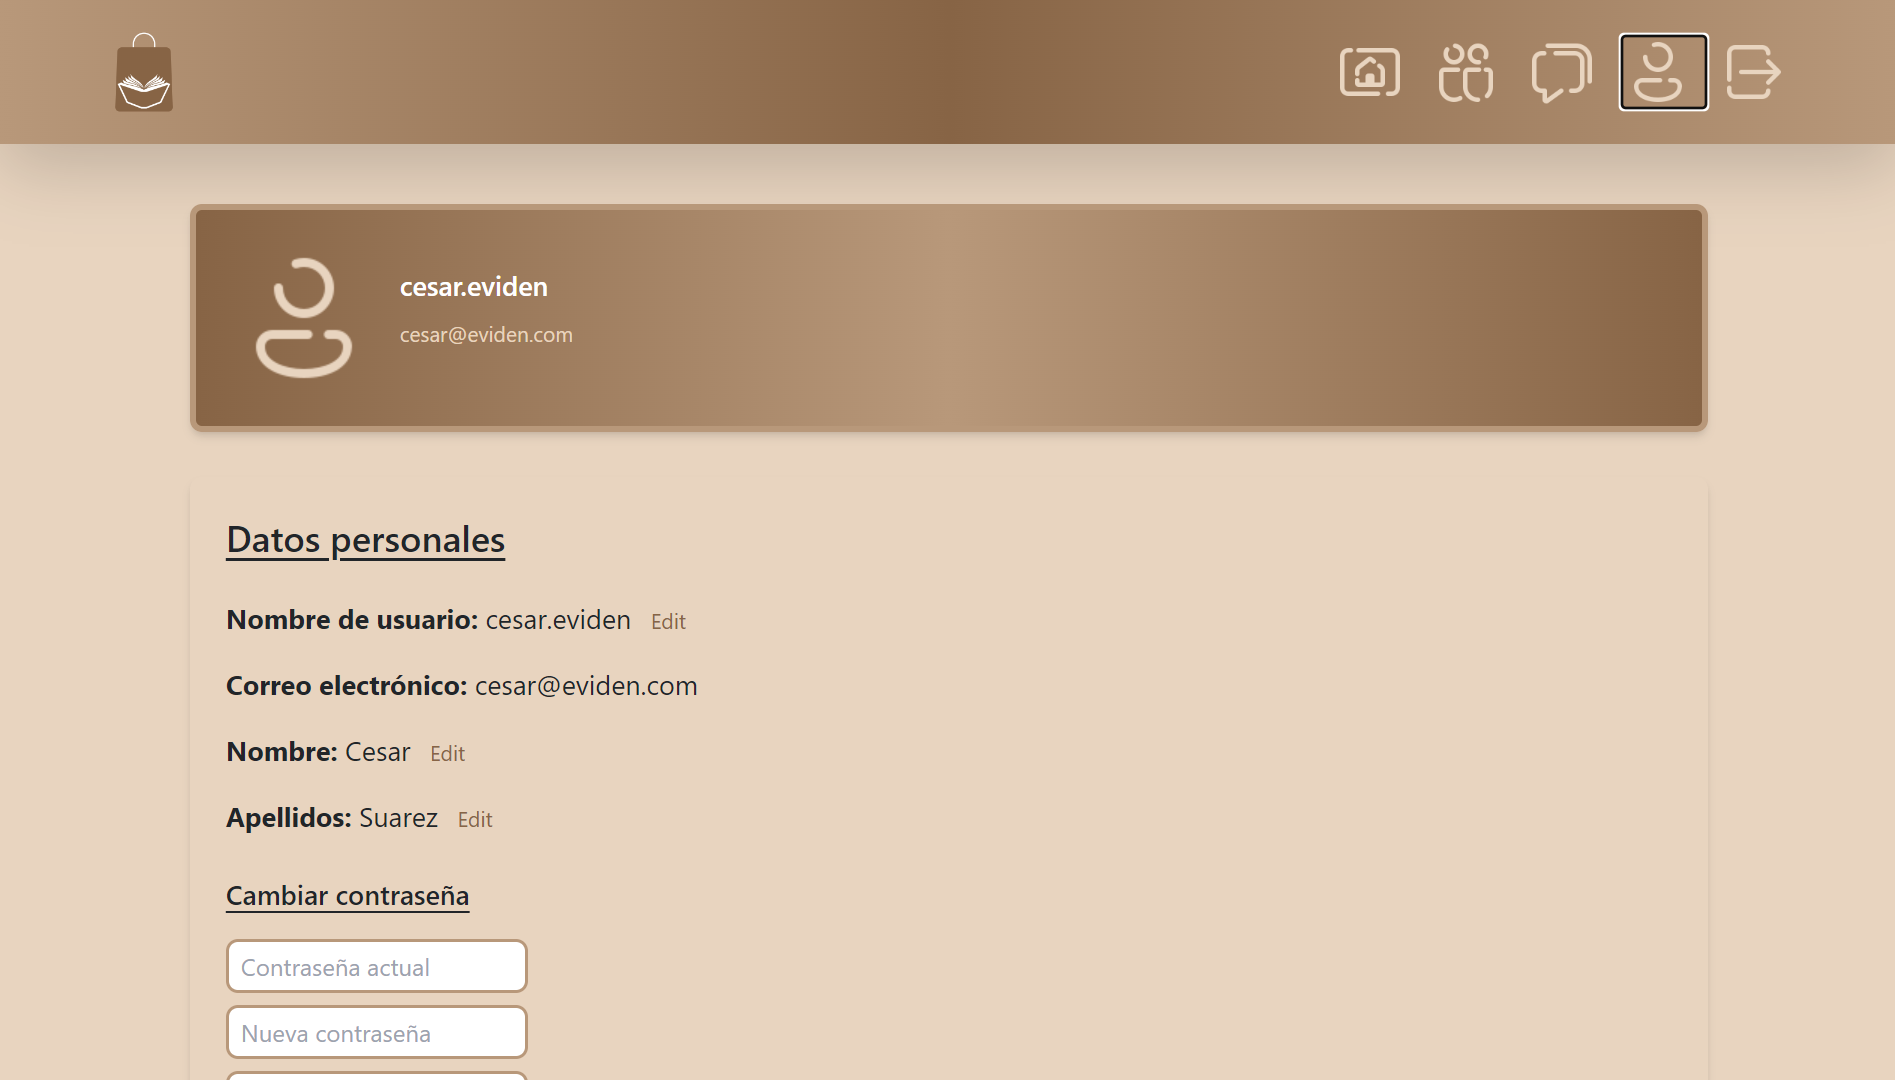 cesar.eviden
cesar@eviden.com
Datos personales
Nombre de usuario: cesar.eviden Edit
Correo electrónico: cesar@eviden.com
Nombre: Cesar Edit
Apellidos: Suarez Edit
Cambiar contraseña
Contraseña actual
Nueva contraseña